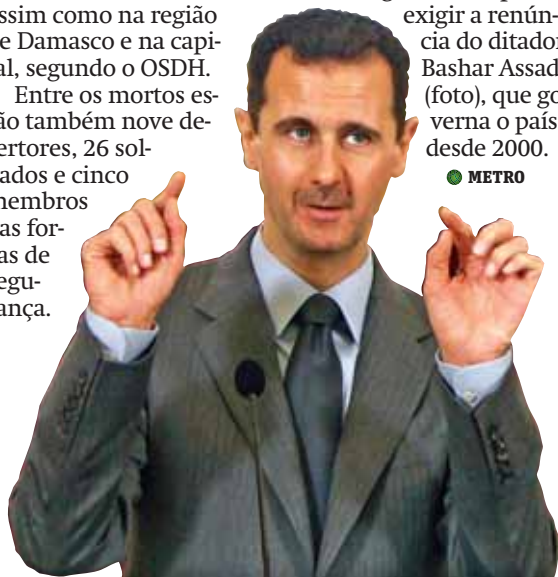 ssim como na região
e Damasco e na capi-
al, segundo o OSDH.
Entre os mortos es-
ão também nove de-
ertores, 26 sol-
ados e cinco
membros
as for-
as de
egu-
ança.
exigir a renún-
cia do ditador
Bashar Assad
(foto), que go
verna o país
desde 2000.
METRO